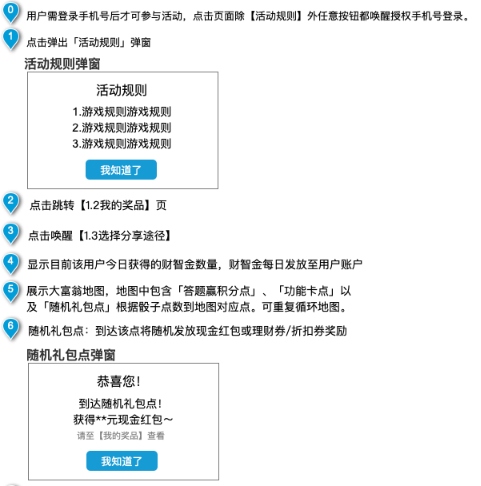 0 用户需登录手机号后才可参与活动，点击页面除【活动规则】外任意按钮都唤醒授权手机号登录。
1 点击弹出「活动规则」弹窗
活动规则弹窗
活动规则
1.游戏规则游戏规则
2.游戏规则游戏规则
3.游戏规则游戏规则
我知道了
2 点击跳转【1.2我的奖品】页
3 点击唤醒【1.3选择分享途径】
4 显示目前该用户今日获得的财智金数量，财智金每日发放至用户账户
5 展示大富翁地图，地图中包含「答题赢积分点」、「功能卡点」以
及「随机礼包点」根据骰子点数到地图对应点。可重复循环地图。
6 随机礼包点：到达该点将随机发放现金红包或理财券/折扣券奖励
随机礼包点弹窗
恭喜您！
到达随机礼包点！
获得**元现金红包～
请至【我的奖品】查看
我知道了